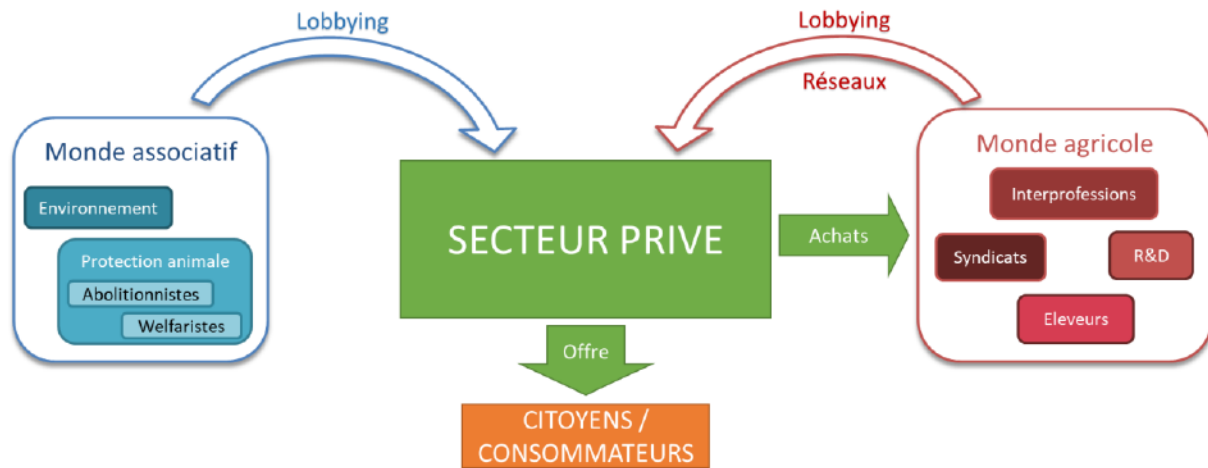 Lobbying
Lobbying
Réseaux
Monde associatif
Environnement
Protection animale
Abolitionnistes
Welfaristes
SECTEUR PRIVE
Achats
Monde agricole
Interprofessions
Syndicats
R&D
Eleveurs
Offre
CITOYENS /
CONSOMMATEURS